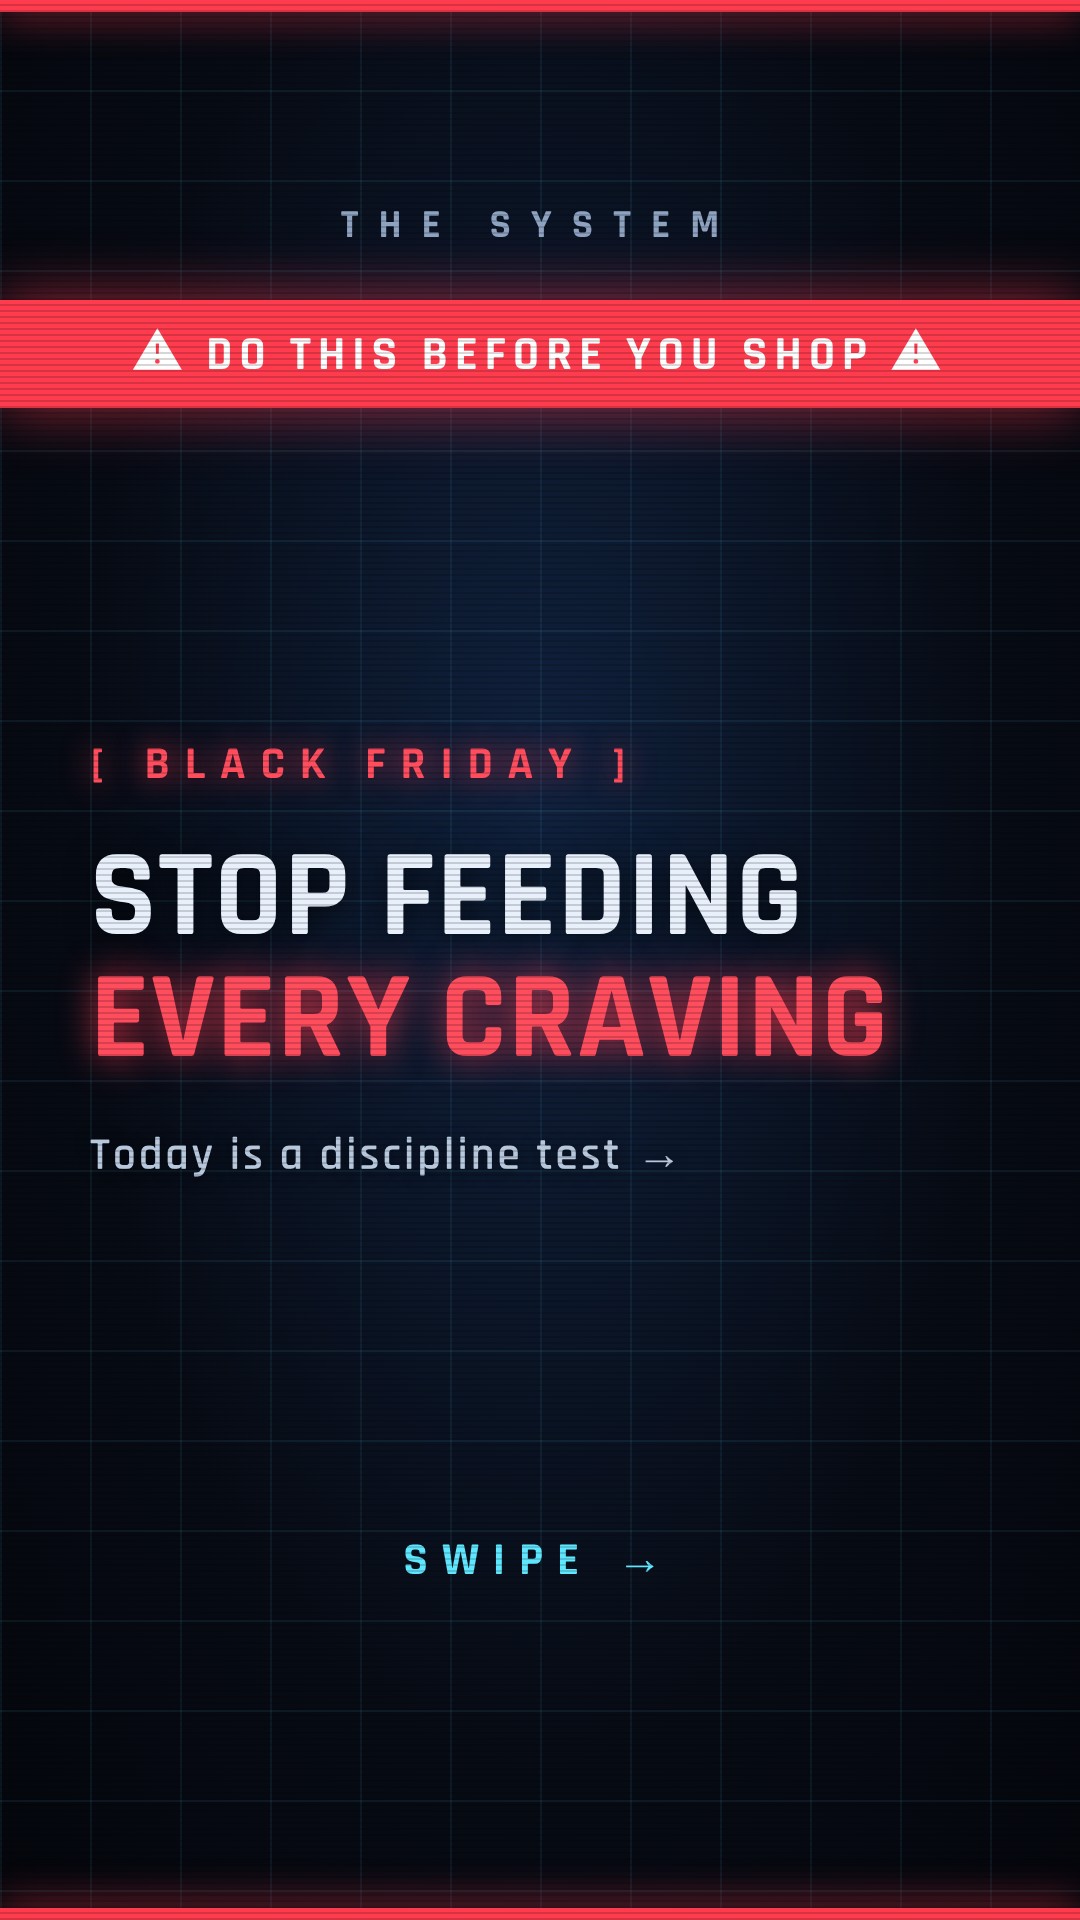 THE SYSTEM
⚠ DO THIS BEFORE YOU SHOP ⚠
[ BLACK FRIDAY ]
STOP FEEDING
EVERY CRAVING
Today is a discipline test →
SWIPE →